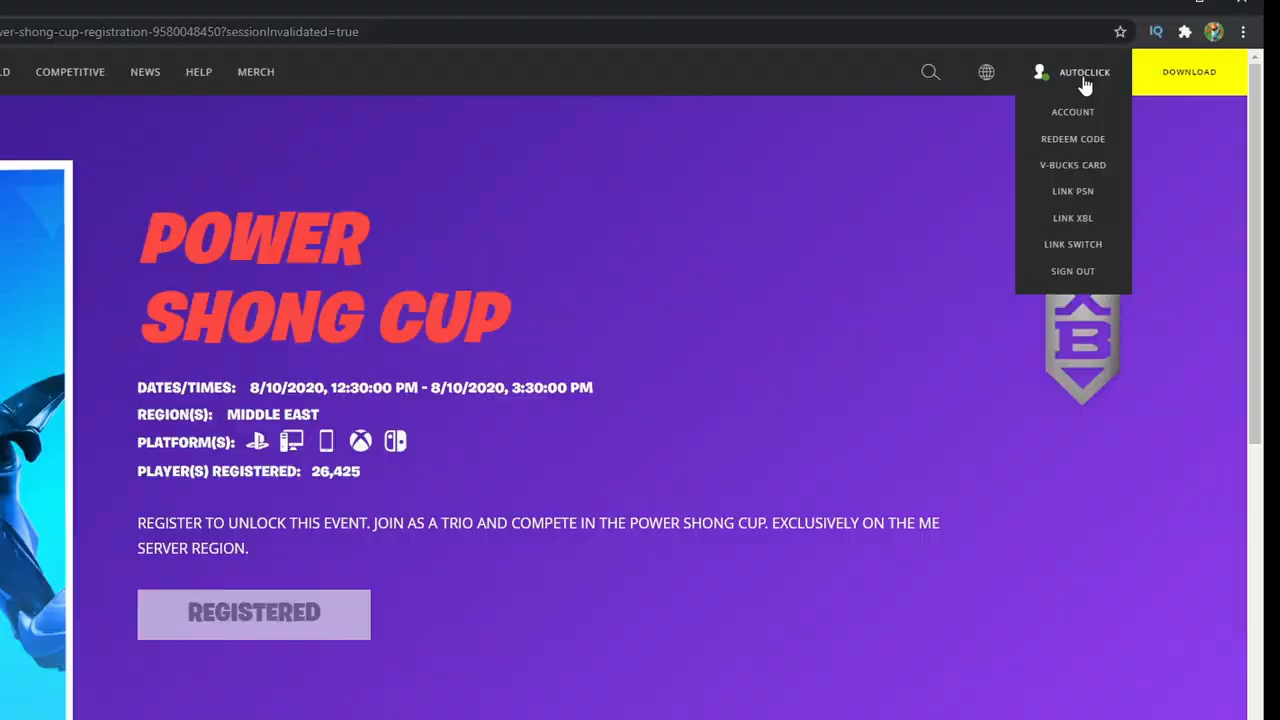 er-shong-cup-registration-9580048450?sessionInvalidated=true
IQ
LD COMPETITIVE NEWS HELP MERCH AUTOCLICK DOWNLOAD
ACCOUNT
REDEEM CODE
V-BUCKS CARD
LINK PSN
LINK XBL
LINK SWITCH
SIGN OUT
POWER
SHONG CUP
DATES/TIMES: 8/10/2020, 12:30:00 PM - 8/10/2020, 3:30:00 PM
REGION(S): MIDDLE EAST
PLATFORM(S):
PLAYER(S) REGISTERED: 26,425
REGISTER TO UNLOCK THIS EVENT. JOIN AS A TRIO AND COMPETE IN THE POWER SHONG CUP. EXCLUSIVELY ON THE ME
SERVER REGION.
REGISTERED